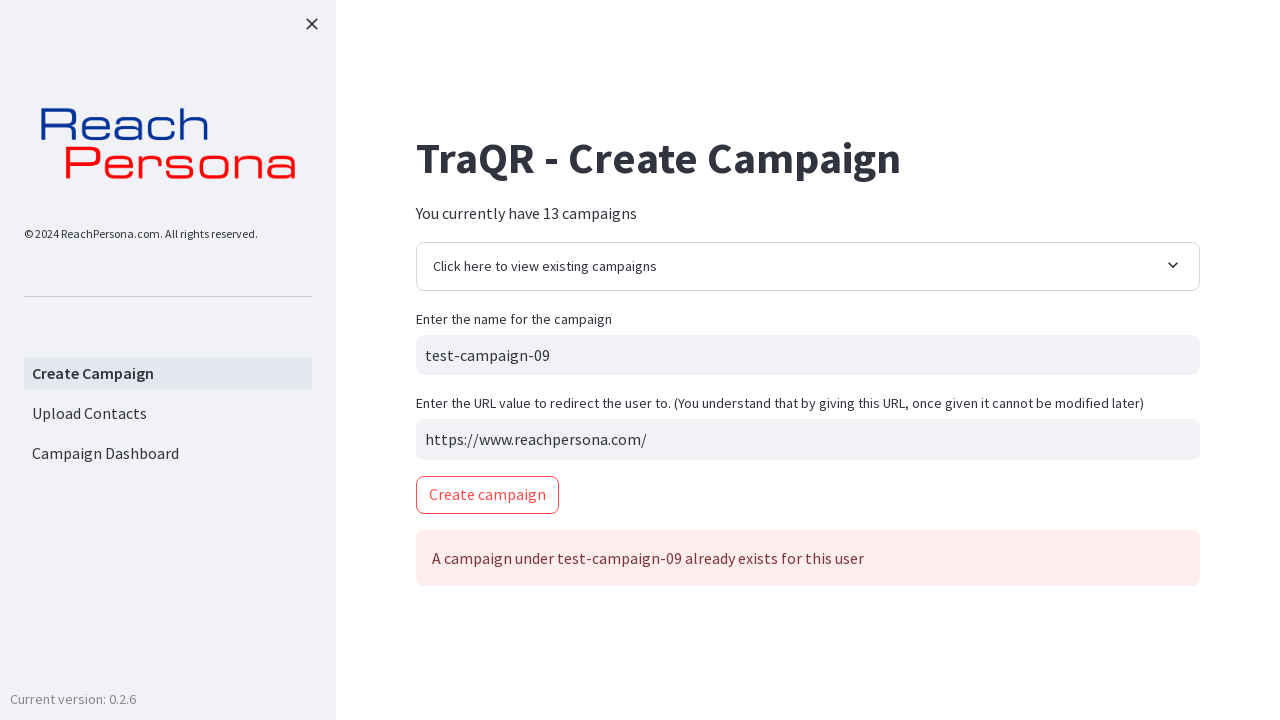 Reach
Persona
© 2024 ReachPersona.com. All rights reserved.
Create Campaign
Upload Contacts
Campaign Dashboard
Current version: 0.2.6
TraQR - Create Campaign
You currently have 13 campaigns
Click here to view existing campaigns
Enter the name for the campaign
test-campaign-09
Enter the URL value to redirect the user to. (You understand that by giving this URL, once given it cannot be modified later)
https://www.reachpersona.com/
Create campaign
A campaign under test-campaign-09 already exists for this user